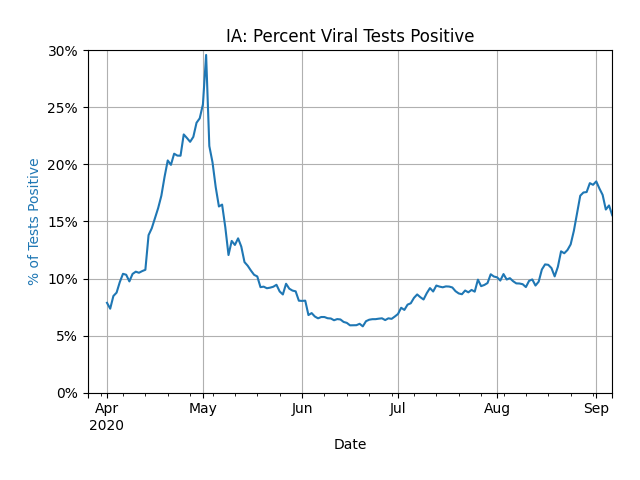 IA: Percent Viral Tests Positive
30%
25%
20%
15%
10%
5%
0%
% of Tests Positive
Apr May Jun Jul Aug Sep
2020
Date